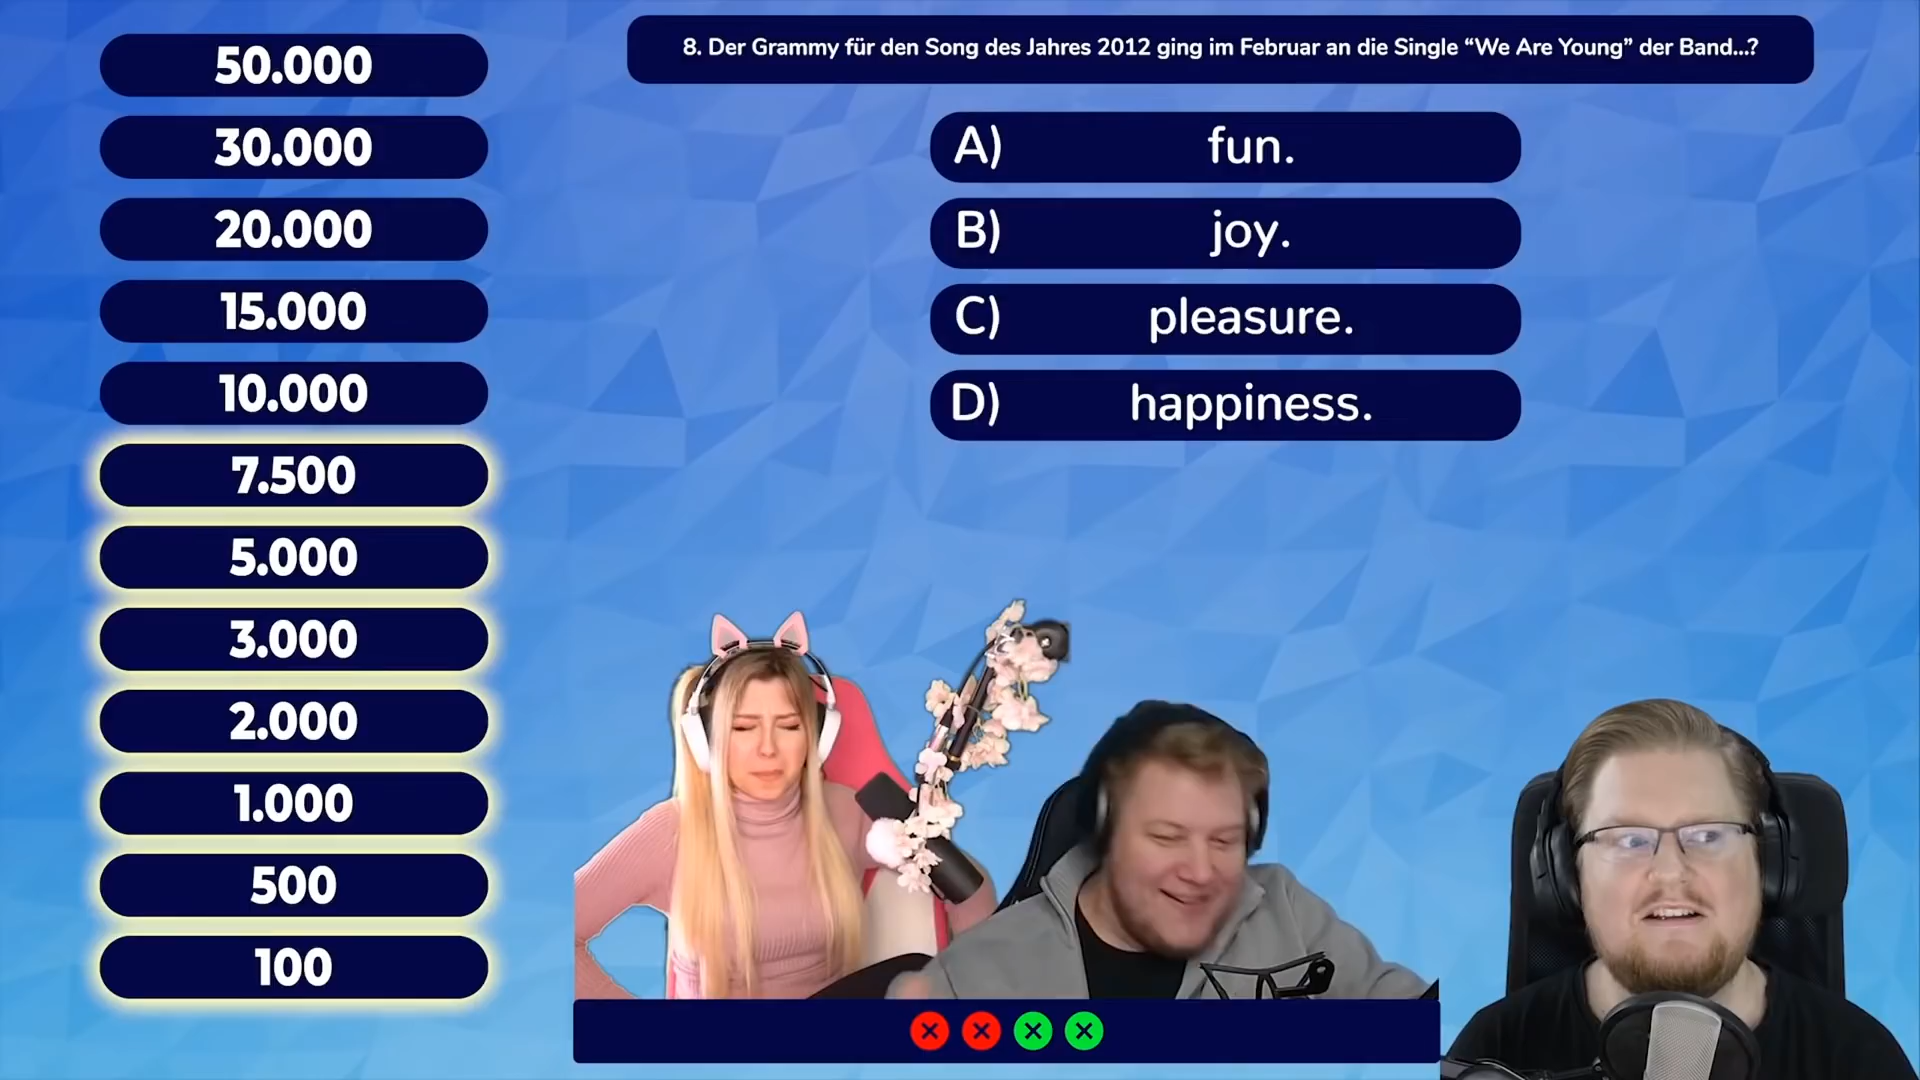 50.000
30.000
20.000
15.000
10.000
7.500
5.000
3.000
2.000
1.000
500
100
8. Der Grammy für den Song des Jahres 2012 ging im Februar an die Single “We Are Young” der Band...?
A) fun.
B) joy.
C) pleasure.
D) happiness.